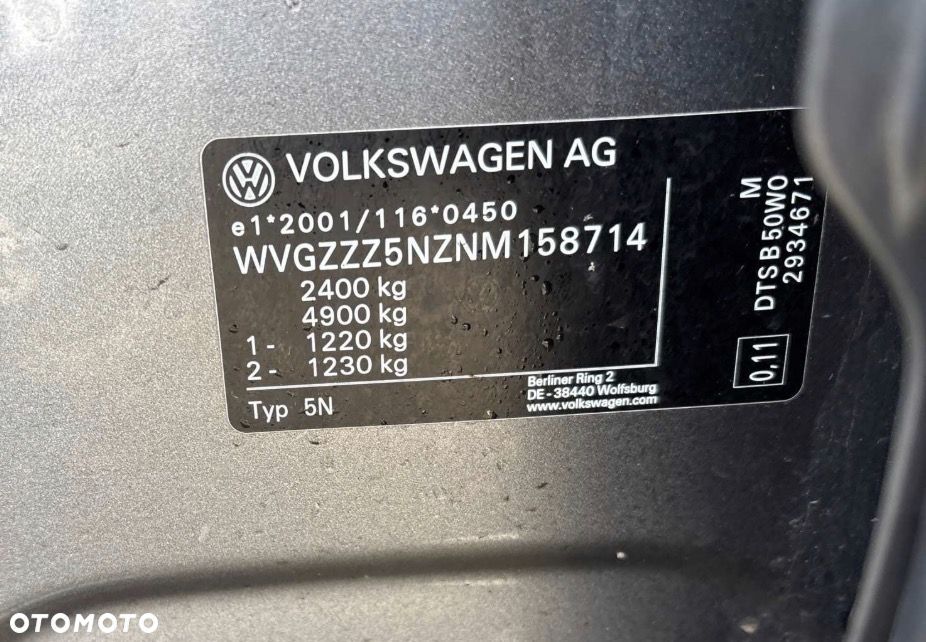 VOLKSWAGEN AG
e1*2001/116*0450
WVGZZZ5NZNM158714
2400 kg
4900 kg
1- 1220 kg
2- 1230 kg
Typ 5N
Berliner Ring 2
DE-38440 Wolfsburg
www.volkswagen.com
M
DTSB50W0
2934671
0,11
OTOMOTO